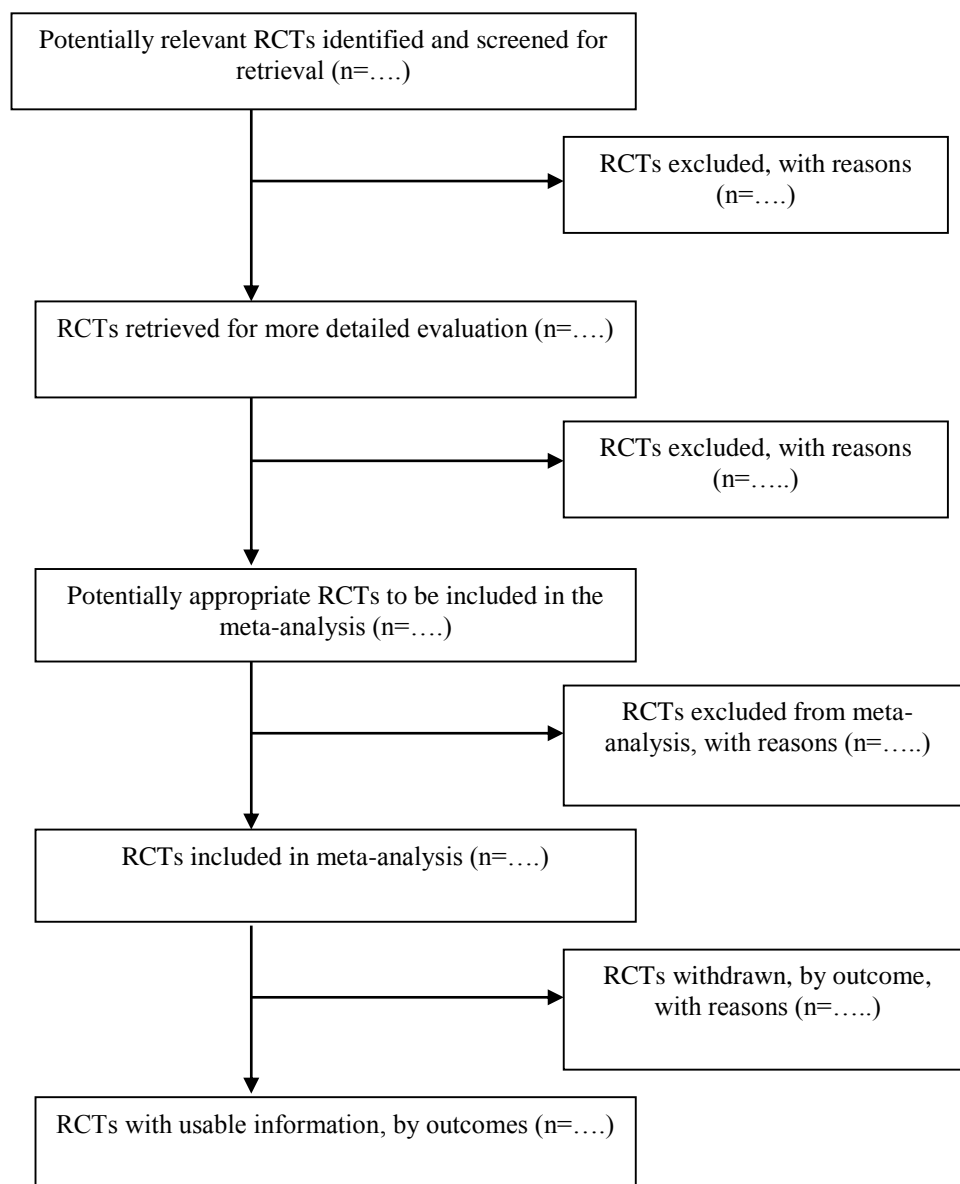 Potentially relevant RCTs identified and screened for
retrieval (n=….)
RCTs excluded, with reasons
(n=….)
RCTs retrieved for more detailed evaluation (n=….)
RCTs excluded, with reasons
(n=…..)
Potentially appropriate RCTs to be included in the
meta-analysis (n=….)
RCTs excluded from meta-
analysis, with reasons (n=…..)
RCTs included in meta-analysis (n=….)
RCTs withdrawn, by outcome,
with reasons (n=…..)
RCTs with usable information, by outcomes (n=….)